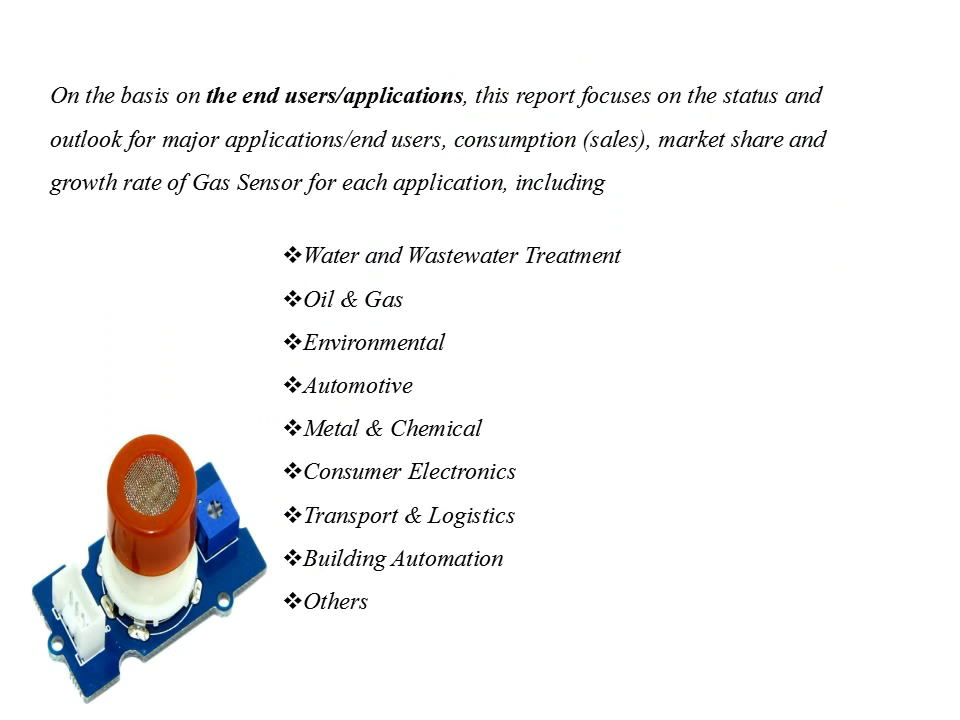 On the basis on the end users/applications, this report focuses on the status and
outlook for major applications/end users, consumption (sales), market share and
growth rate of Gas Sensor for each application, including
❖Water and Wastewater Treatment
❖Oil & Gas
❖Environmental
❖Automotive
❖Metal & Chemical
❖Consumer Electronics
❖Transport & Logistics
❖Building Automation
❖Others